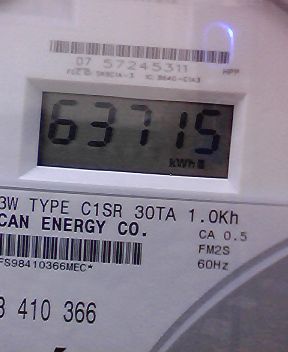 07 57245311
HPP
63715
kWh
3W TYPE C1SR 30TA 1.0Kh
CAN ENERGY CO.
CA 0.5
FM2S
60Hz
FS98410366MEC*
410 366